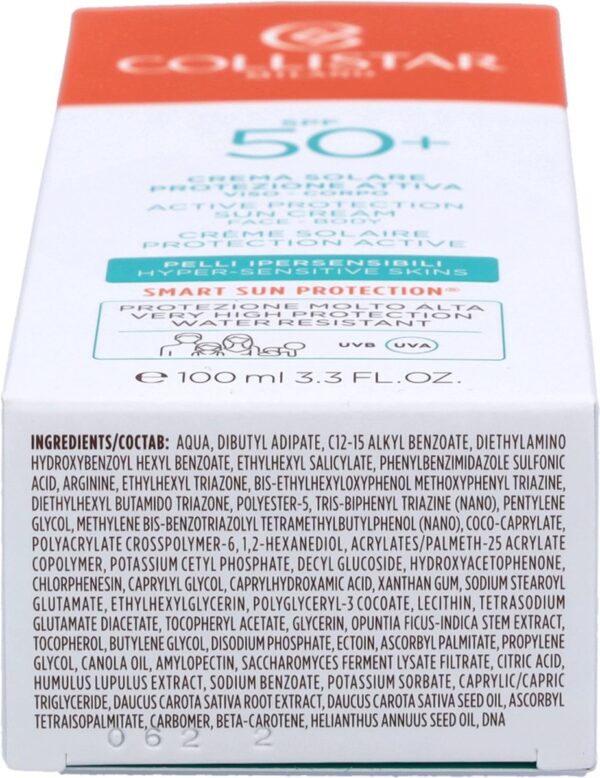 COLLISTAR
MILANO
SPF
50+
CREMA SOLARE
PROTEZIONE ATTIVA
VISO - CORPO
ACTIVE PROTECTION
SUN CREAM
FACE - BODY
CRÈME SOLAIRE
PROTECTION ACTIVE
PELLI IPERSENSIBILI
HYPER-SENSITIVE SKINS
SMART SUN PROTECTION®
PROTEZIONE MOLTO ALTA
VERY HIGH PROTECTION
WATER RESISTANT
UVB UVA
e 100 ml 3.3 FL.OZ.
INGREDIENTS/COCTAB: AQUA, DIBUTYL ADIPATE, C12-15 ALKYL BENZOATE, DIETHYLAMINO
HYDROXYBENZOYL HEXYL BENZOATE, ETHYLHEXYL SALICYLATE, PHENYLBENZIMIDAZOLE SULFONIC
ACID, ARGININE, ETHYLHEXYL TRIAZONE, BIS-ETHYLHEXYLOXYPHENOL METHOXYPHENYL TRIAZINE,
DIETHYLHEXYL BUTAMIDO TRIAZONE, POLYESTER-5, TRIS-BIPHENYL TRIAZINE (NANO), PENTYLENE
GLYCOL, METHYLENE BIS-BENZOTRIAZOLYL TETRAMETHYLBUTYLPHENOL (NANO), COCO-CAPRYLATE,
POLYACRYLATE CROSSPOLYMER-6, 1,2-HEXANEDIOL, ACRYLATES/PALMETH-25 ACRYLATE
COPOLYMER, POTASSIUM CETYL PHOSPHATE, DECYL GLUCOSIDE, HYDROXYACETOPHENONE,
CHLORPHENESIN, CAPRYLYL GLYCOL, CAPRYLHYDROXAMIC ACID, XANTHAN GUM, SODIUM STEAROYL
GLUTAMATE, ETHYLHEXYLGLYCERIN, POLYGLYCERYL-3 COCOATE, LECITHIN, TETRASODIUM
GLUTAMATE DIACETATE, TOCOPHERYL ACETATE, GLYCERIN, OPUNTIA FICUS-INDICA STEM EXTRACT,
TOCOPHEROL, BUTYLENE GLYCOL, DISODIUM PHOSPHATE, ECTOIN, ASCORBYL PALMITATE, PROPYLENE
GLYCOL, CANOLA OIL, AMYLOPECTIN, SACCHAROMYCES FERMENT LYSATE FILTRATE, CITRIC ACID,
HUMULUS LUPULUS EXTRACT, SODIUM BENZOATE, POTASSIUM SORBATE, CAPRYLIC/CAPRIC
TRIGLYCERIDE, DAUCUS CAROTA SATIVA ROOT EXTRACT, DAUCUS CAROTA SATIVA SEED OIL, ASCORBYL
TETRAISOPALMITATE, CARBOMER, BETA-CAROTENE, HELIANTHUS ANNUUS SEED OIL, DNA
062 2